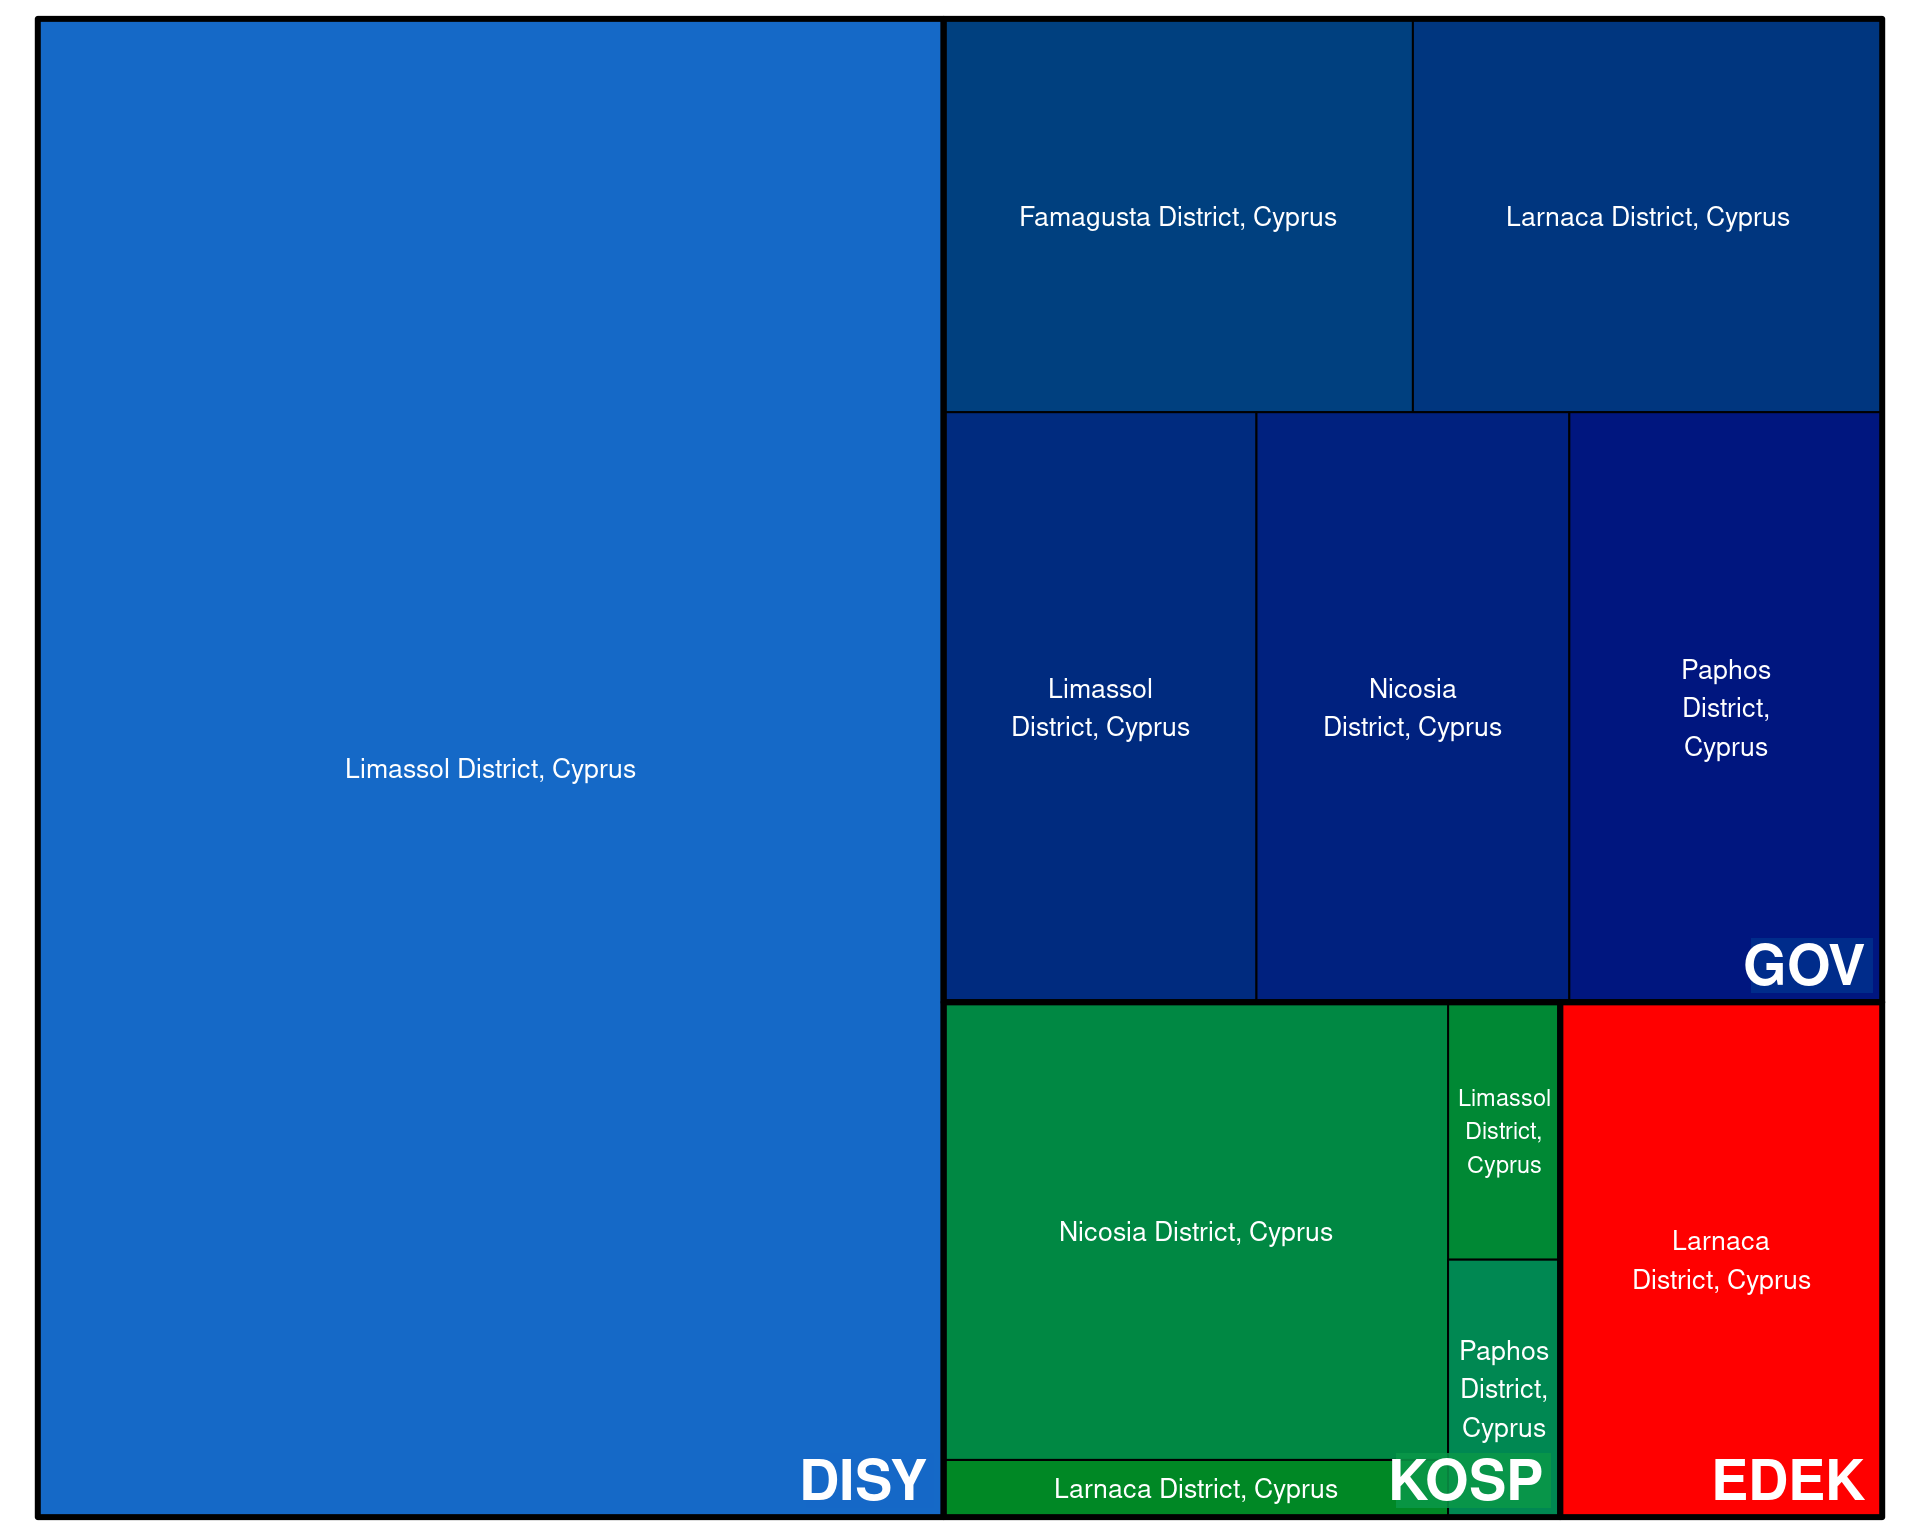 Limassol District, Cyprus
DISY
Famagusta District, Cyprus
Larnaca District, Cyprus
Limassol
District, Cyprus
Nicosia
District, Cyprus
Paphos
District,
Cyprus
GOV
Nicosia District, Cyprus
Limassol
District,
Cyprus
Paphos
District,
Cyprus
Larnaca District, Cyprus
KOSP
Larnaca
District, Cyprus
EDEK